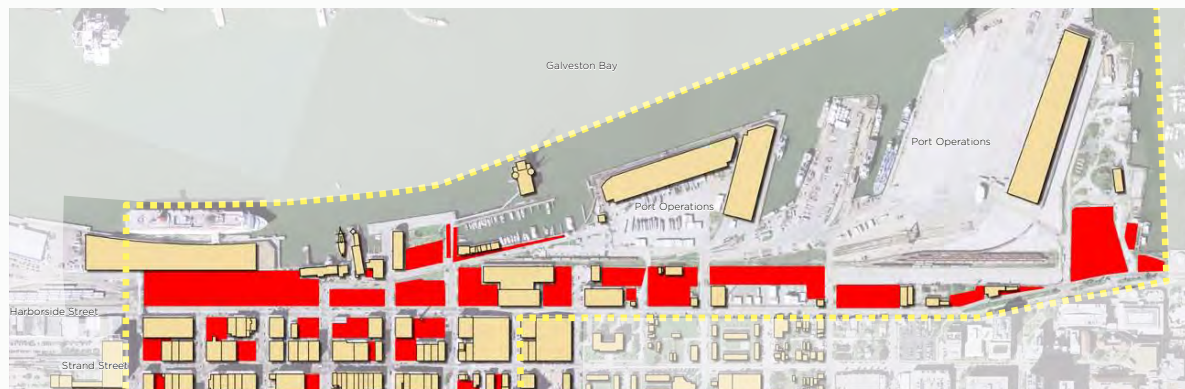 Galveston Bay
Port Operations
Port Operations
Harborside Street
Strand Street